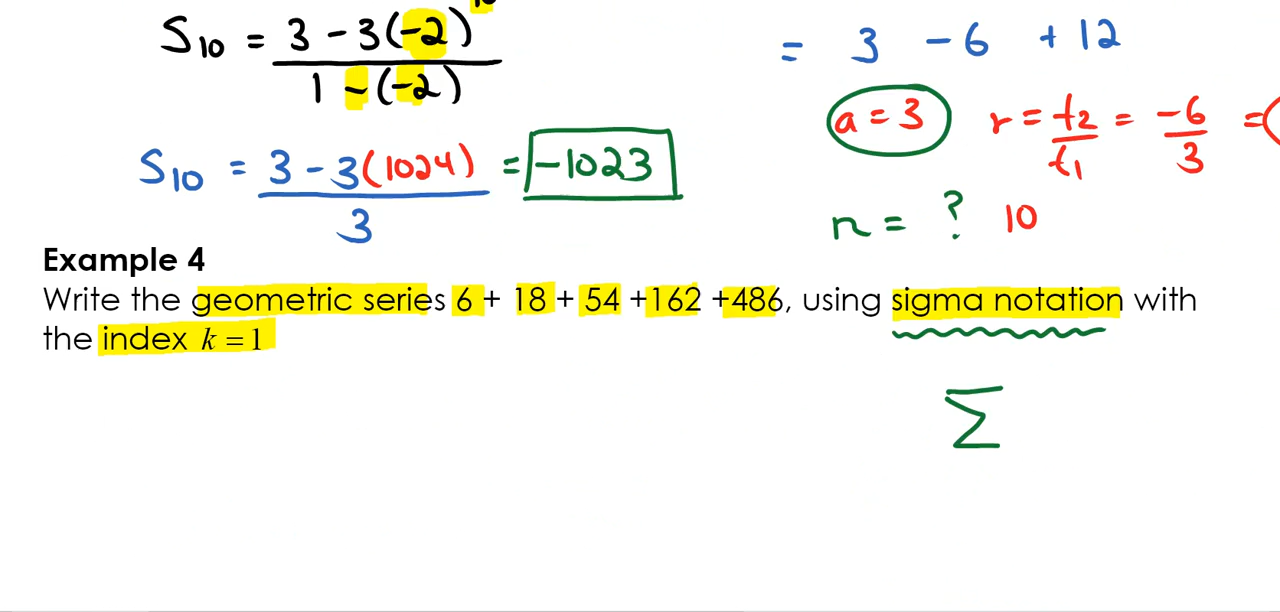 S₁₀ = 3 - 3(-2)¹⁰ / 1 - (-2)
= 3 - 6 + 12
a = 3 r = t₂/t₁ = -6/3 = (
S₁₀ = 3 - 3(1024) / 3 = -1023
n = ? 10
Example 4
Write the geometric series 6 + 18 + 54 +162 +486, using sigma notation with
the index k = 1
Σ